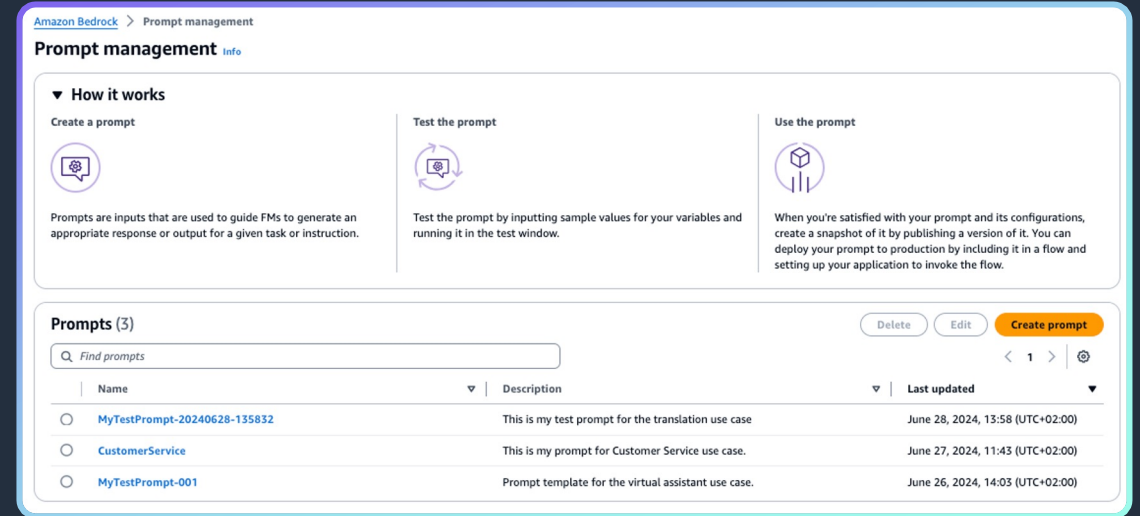 Amazon Bedrock > Prompt management
Prompt management Info
How it works
Create a prompt
Prompts are inputs that are used to guide FMs to generate an
appropriate response or output for a given task or instruction.
Test the prompt
Test the prompt by inputting sample values for your variables and
running it in the test window.
Use the prompt
When you're satisfied with your prompt and its configurations,
create a snapshot of it by publishing a version of it. You can
deploy your prompt to production by including it in a flow and
setting up your application to invoke the flow.
Prompts (3)
Delete
Edit
Create prompt
Find prompts
1
Name Description Last updated
MyTestPrompt-20240628-135832 This is my test prompt for the translation use case June 28, 2024, 13:58 (UTC+02:00)
CustomerService This is my prompt for Customer Service use case. June 27, 2024, 11:43 (UTC+02:00)
MyTestPrompt-001 Prompt template for the virtual assistant use case. June 26, 2024, 14:03 (UTC+02:00)